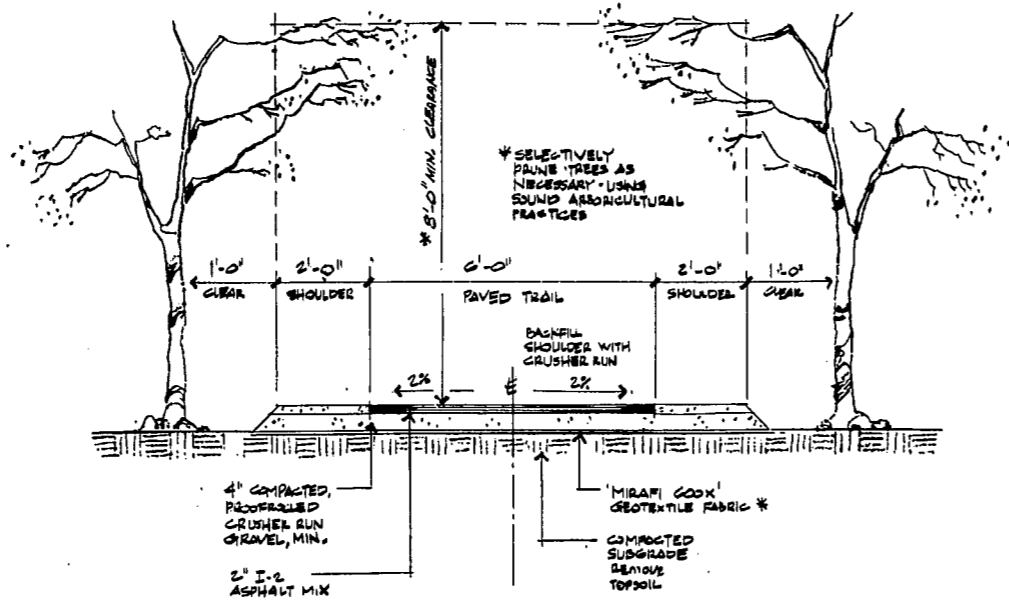 * 8'-0" MIN. CLEARANCE
* SELECTIVELY
PRUNE TREES AS
NECESSARY - USING
SOUND ARBORICULTURAL
PRACTICES
1'-0" 2'-0" 6'-0" 2'-0" 1'-0"
CLEAR SHOULDER PAVED TRAIL SHOULDER CLEAR
BACKFILL
SHOULDER WITH
CRUSHER RUN
2% 2%
4" COMPACTED,
PROOFROLLED
CRUSHER RUN
GRAVEL, MIN.
2" I-2
ASPHALT MIX
'MIRAFI 600X'
GEOTEXTILE FABRIC *
COMPACTED
SUBGRADE
REMOVE
TOPSOIL